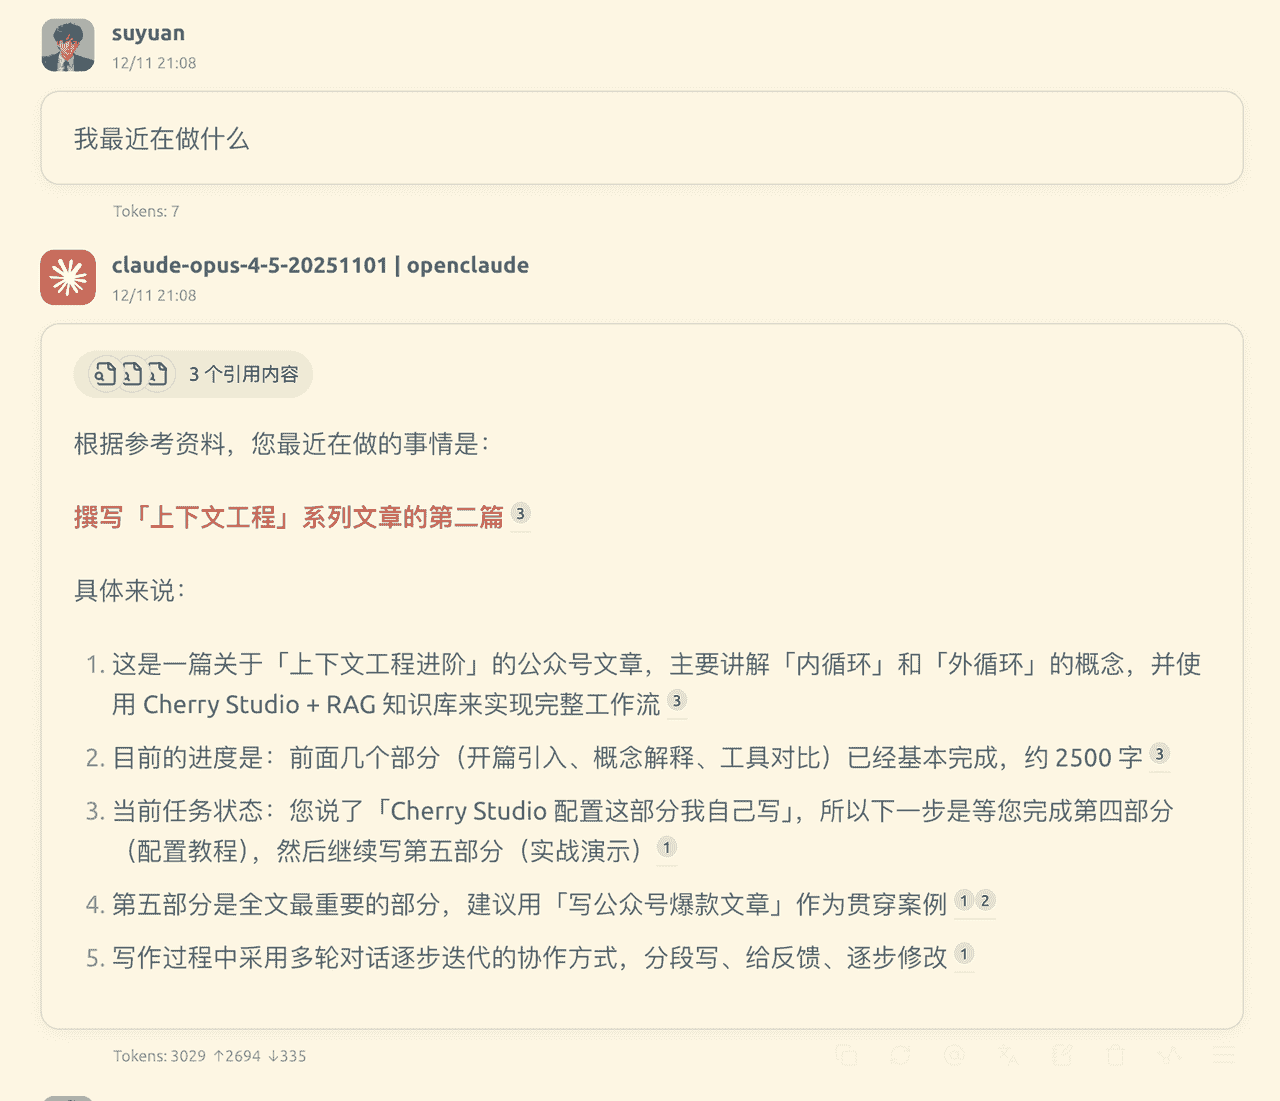 suyuan
12/11 21:08
我最近在做什么
Tokens: 7
claude-opus-4-5-20251101 | openclaude
12/11 21:08
3 个引用内容
根据参考资料，您最近在做的事情是：
撰写「上下文工程」系列文章的第二篇 3
具体来说：
1. 这是一篇关于「上下文工程进阶」的公众号文章，主要讲解「内循环」和「外循环」的概念，并使
用 Cherry Studio + RAG 知识库来实现完整工作流 3
2. 目前的进度是：前面几个部分（开篇引入、概念解释、工具对比）已经基本完成，约 2500 字 3
3. 当前任务状态：您说了「Cherry Studio 配置这部分我自己写」，所以下一步是等您完成第四部分
（配置教程），然后继续写第五部分（实战演示） 1
4. 第五部分是全文最重要的部分，建议用「写公众号爆款文章」作为贯穿案例 1 2
5. 写作过程中采用多轮对话逐步迭代的协作方式，分段写、给反馈、逐步修改 1
Tokens: 3029 ↑2694 ↓335